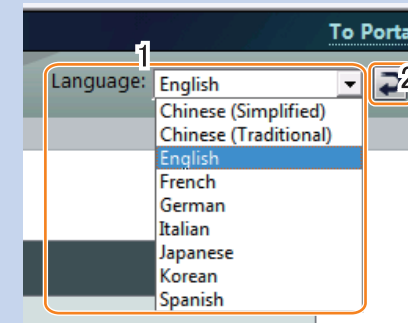 To Porta
1
Language: English
2
Chinese (Simplified)
Chinese (Traditional)
English
French
German
Italian
Japanese
Korean
Spanish